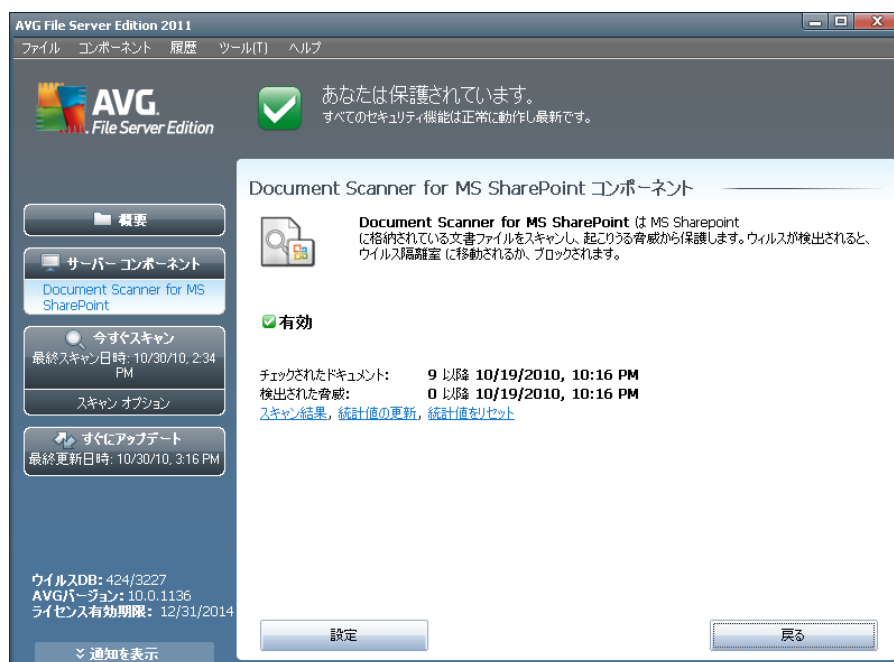 AVG File Server Edition 2011
ファイル コンポーネント 履歴 ツール(T) ヘルプ
AVG.
File Server Edition
あなたは保護されています。
すべてのセキュリティ機能は正常に動作し最新です。
概要
サーバー コンポーネント
Document Scanner for MS
SharePoint
今すぐスキャン
最終スキャン日時: 10/30/10, 2:34
PM
スキャン オプション
すぐにアップデート
最終更新日時: 10/30/10, 3:16 PM
ウイルスDB: 424/3227
AVGバージョン: 10.0.1136
ライセンス有効期限: 12/31/2014
通知を表示
Document Scanner for MS SharePoint コンポーネント
Document Scanner for MS SharePoint は MS Sharepoint
に格納されている文書ファイルをスキャンし、起こりうる脅威から保護します。ウィルスが検出されると、
ウイルス隔離室 に移動されるか、ブロックされます。
有効
チェックされたドキュメント: 9 以降 10/19/2010, 10:16 PM
検出された脅威: 0 以降 10/19/2010, 10:16 PM
スキャン結果, 統計値の更新, 統計値をリセット
設定
戻る